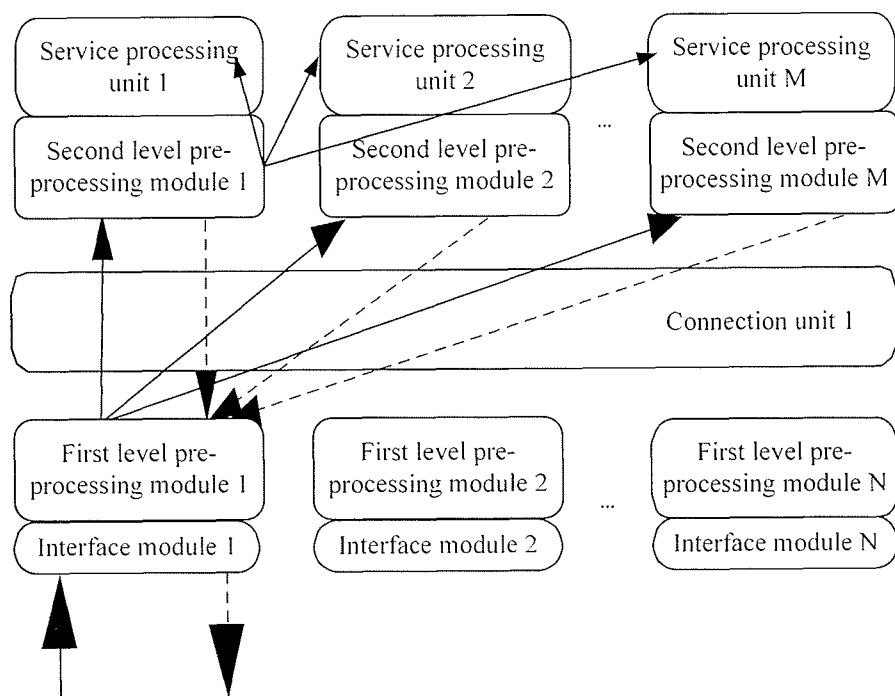 Service processing
unit 1
Service processing
unit 2
Service processing
unit M
...
Second level pre-
processing module 1
Second level pre-
processing module 2
Second level pre-
processing module M
Connection unit 1
First level pre-
processing module 1
First level pre-
processing module 2
First level pre-
processing module N
...
Interface module 1
Interface module 2
Interface module N